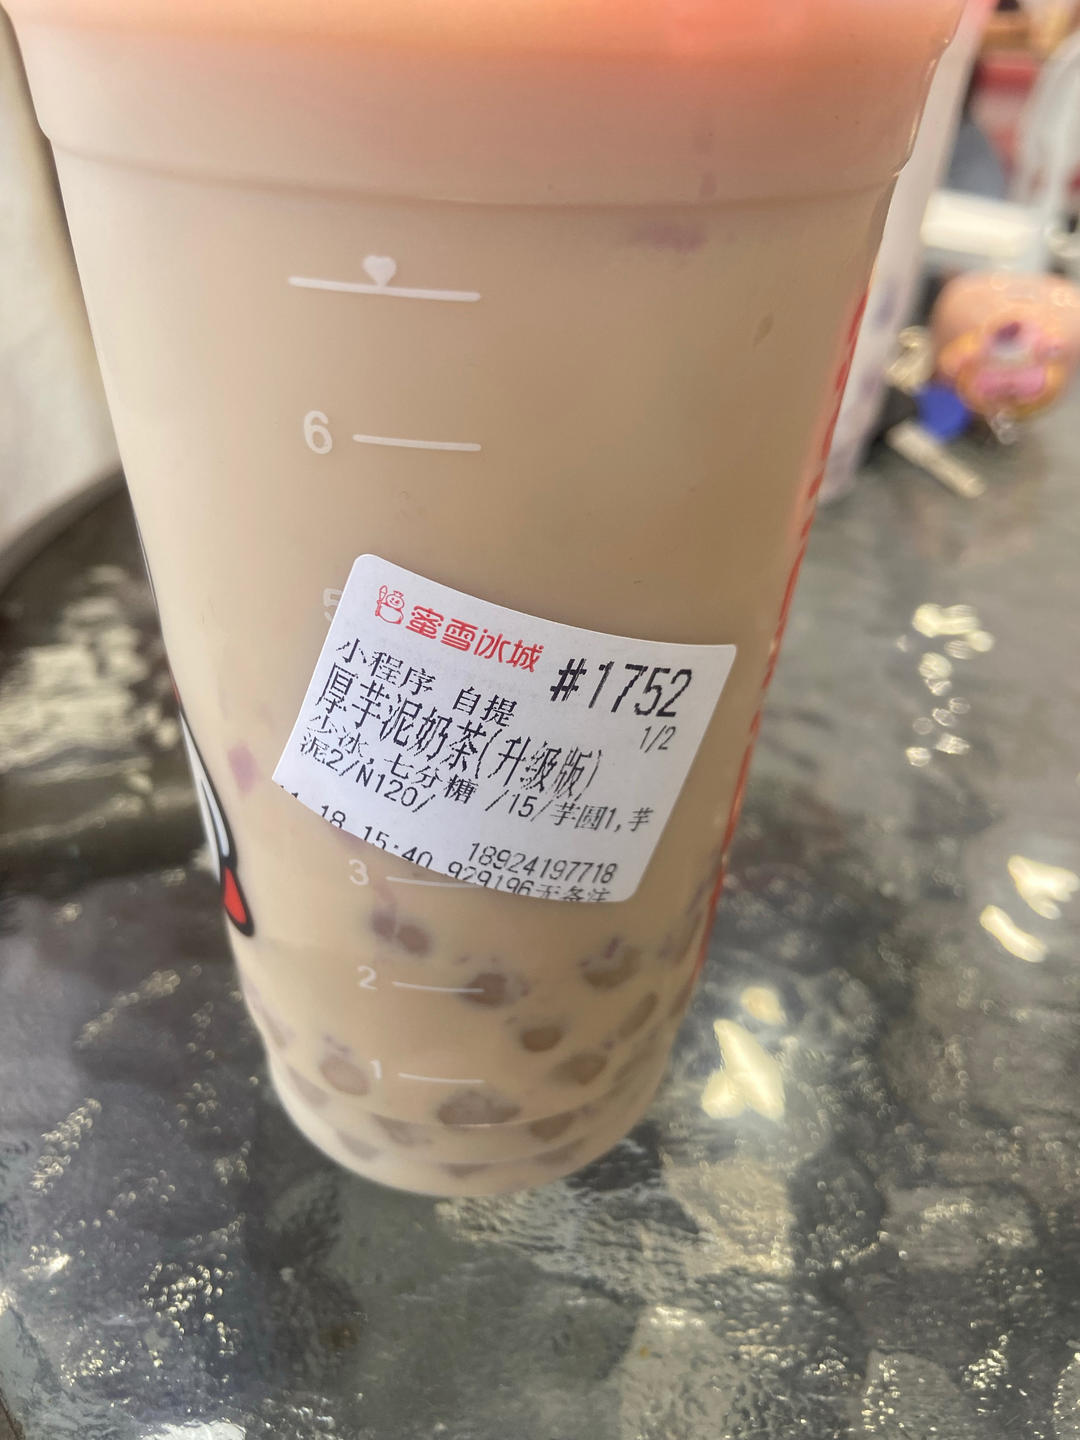 6
5
蜜雪冰城
小程序 自提 #1752
1/2
厚芋泥奶茶(升级版)
少冰,七分糖 /15/芋圆1,芋
泥2/N120/
18 15:40 18924197718
929196无备注
3
2
1